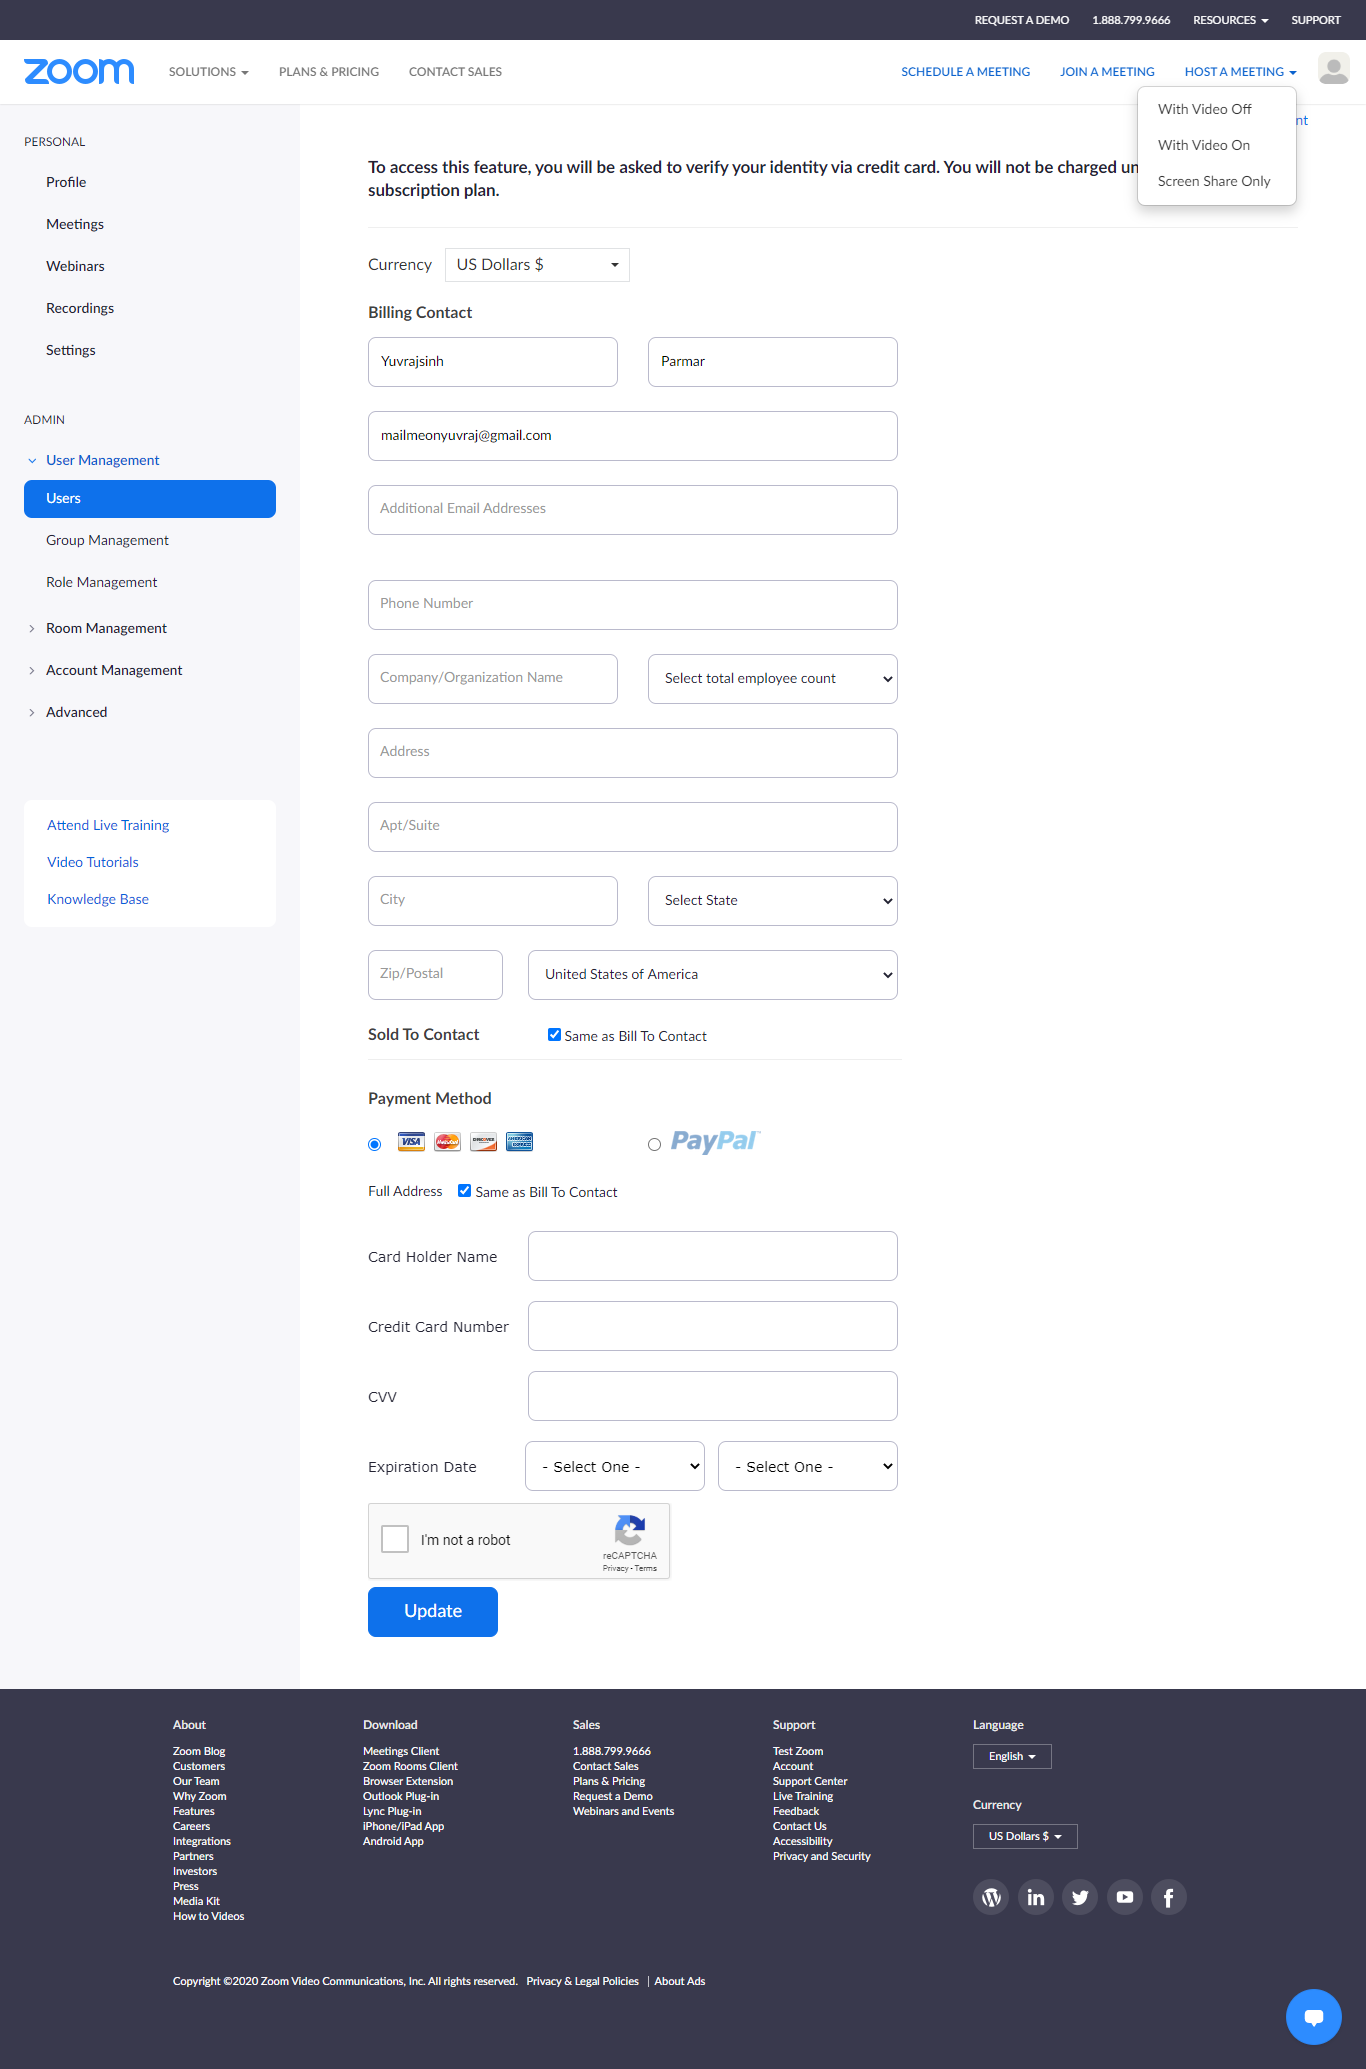 REQUEST A DEMO 1.888.799.9666 RESOURCES SUPPORT
zoom SOLUTIONS PLANS & PRICING CONTACT SALES SCHEDULE A MEETING JOIN A MEETING HOST A MEETING
With Video Off
With Video On
Screen Share Only
nt
PERSONAL
Profile
Meetings
Webinars
Recordings
Settings
ADMIN
User Management
Users
Group Management
Role Management
Room Management
Account Management
Advanced
Attend Live Training
Video Tutorials
Knowledge Base
To access this feature, you will be asked to verify your identity via credit card. You will not be charged un
subscription plan.
Currency US Dollars $
Billing Contact
Yuvrajsinh Parmar
mailmeonyuvraj@gmail.com
Additional Email Addresses
Phone Number
Company/Organization Name Select total employee count
Address
Apt/Suite
City Select State
Zip/Postal United States of America
Sold To Contact Same as Bill To Contact
Payment Method
VISA MasterCard DISCOVER AMERICAN EXPRESS PayPal
Full Address Same as Bill To Contact
Card Holder Name
Credit Card Number
CVV
Expiration Date - Select One - - Select One -
I'm not a robot
reCAPTCHA
Privacy - Terms
Update
About
Zoom Blog
Customers
Our Team
Why Zoom
Features
Careers
Integrations
Partners
Investors
Press
Media Kit
How to Videos
Download
Meetings Client
Zoom Rooms Client
Browser Extension
Outlook Plug-in
Lync Plug-in
iPhone/iPad App
Android App
Sales
1.888.799.9666
Contact Sales
Plans & Pricing
Request a Demo
Webinars and Events
Support
Test Zoom
Account
Support Center
Live Training
Feedback
Contact Us
Accessibility
Privacy and Security
Language
English
Currency
US Dollars $
Copyright ©2020 Zoom Video Communications, Inc. All rights reserved. Privacy & Legal Policies | About Ads